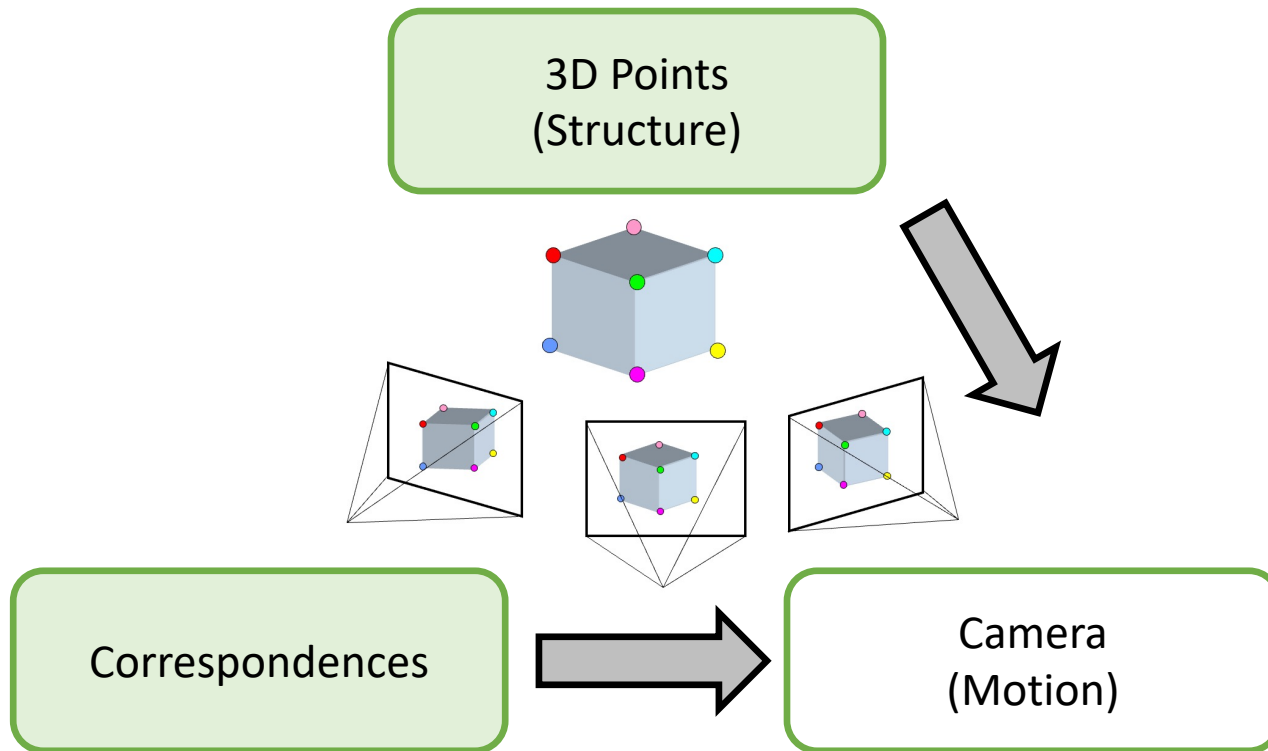 3D Points
(Structure)
Correspondences
Camera
(Motion)